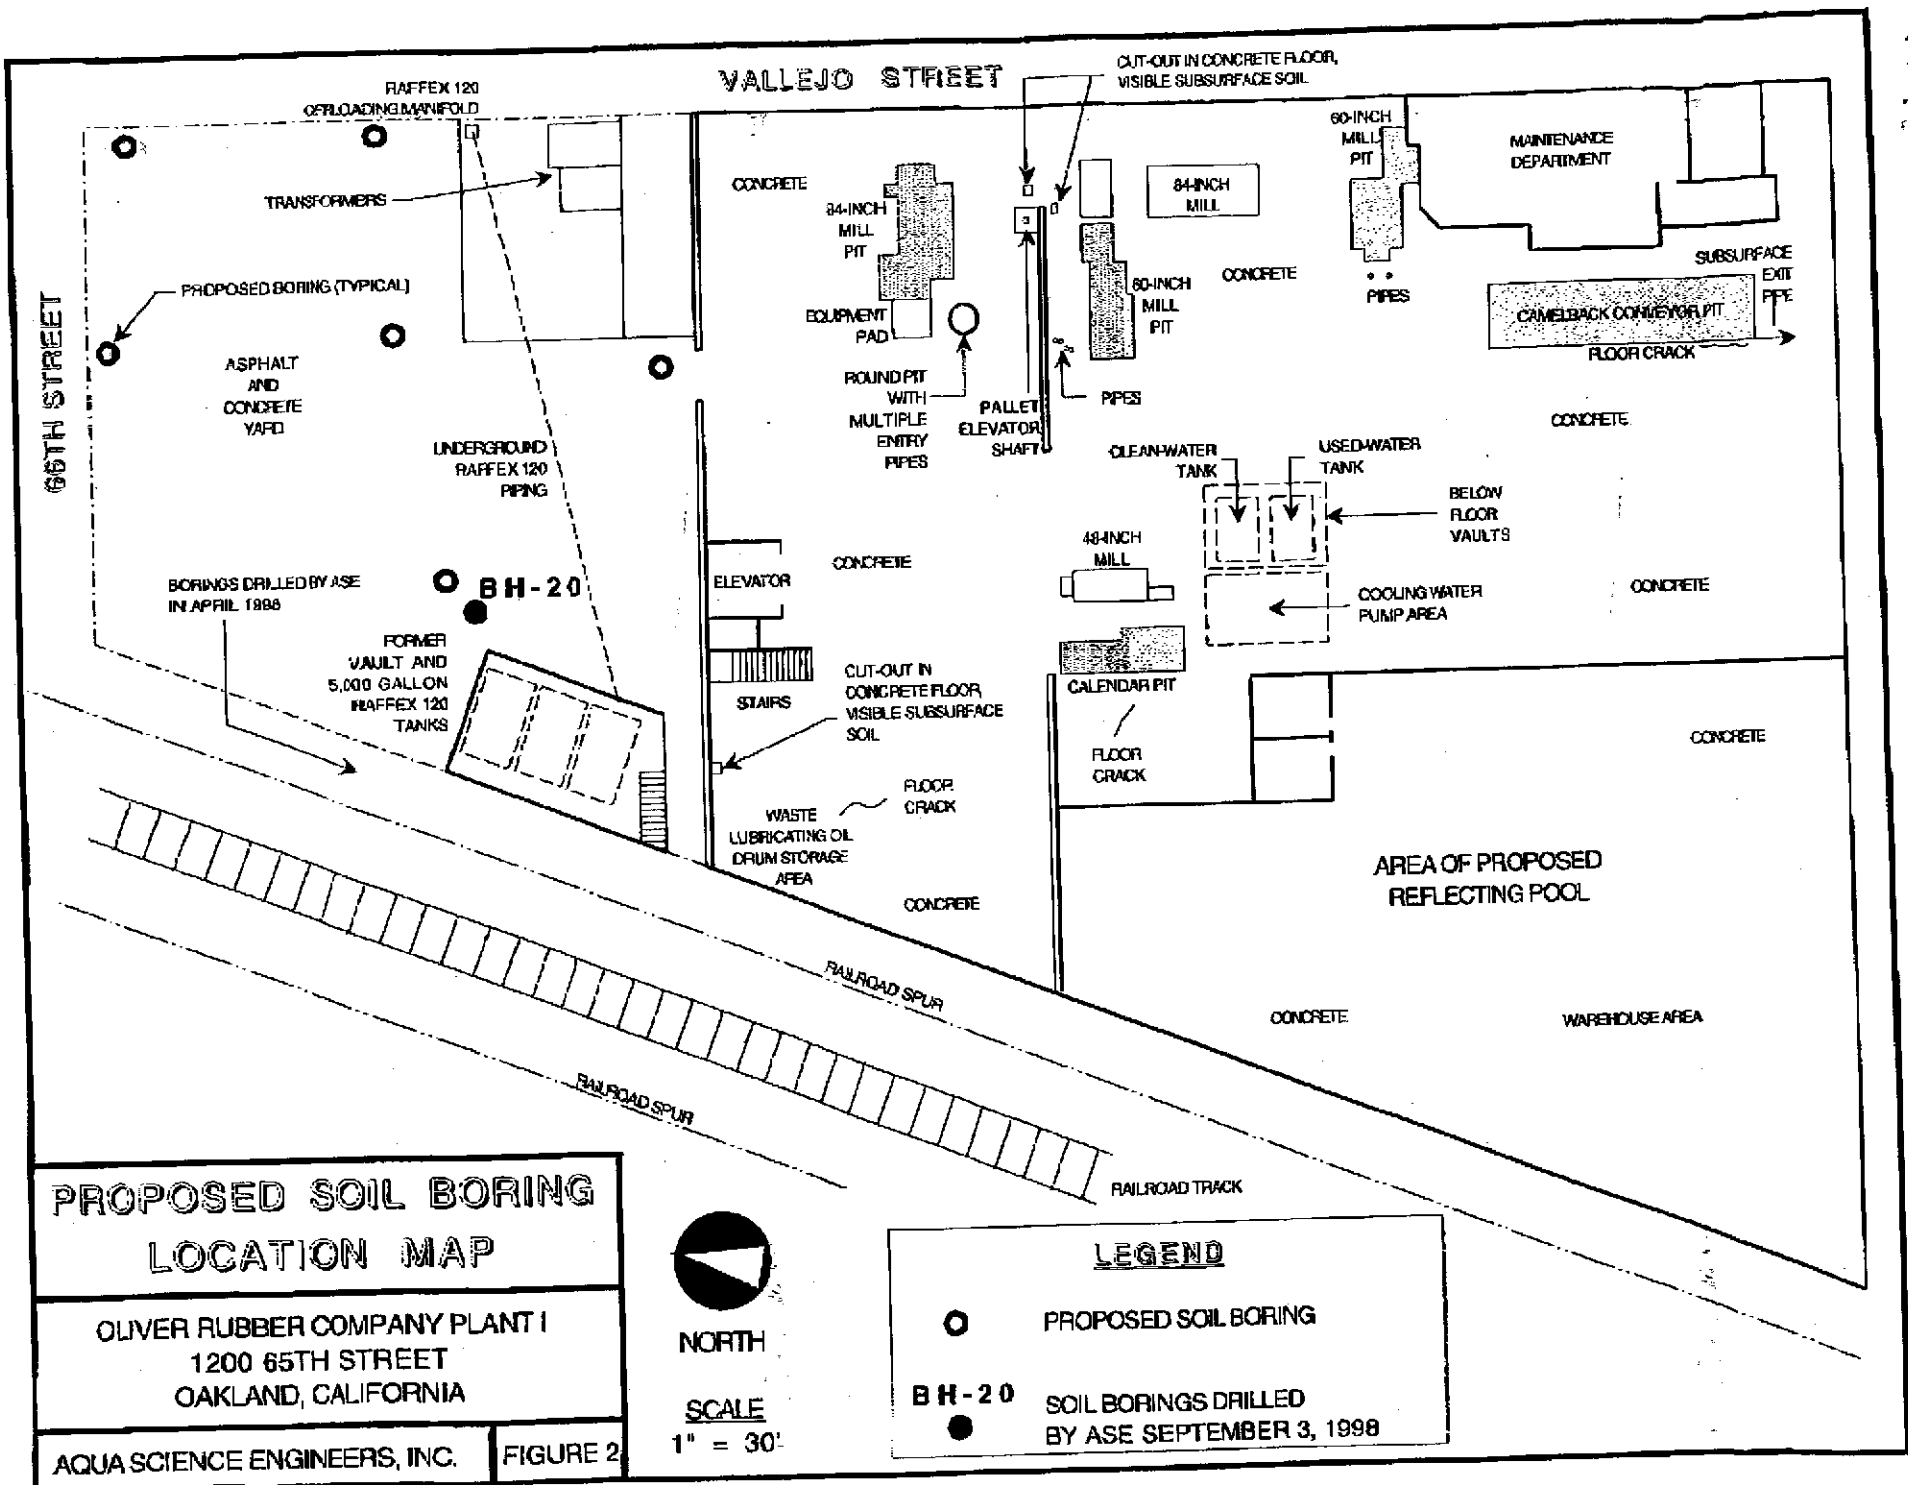 VALLEJO STREET
CUT-OUT IN CONCRETE FLOOR,
VISIBLE SUBSURFACE SOIL
RAFFEX 120
OFFLOADING MANIFOLD
TRANSFORMERS
PROPOSED BORING (TYPICAL)
66TH STREET
ASPHALT
AND
CONCRETE
YARD
UNDERGROUND
RAFFEX 120
PIPING
CONCRETE
84-INCH
MILL
PIT
EQUIPMENT
PAD
ROUND PIT
WITH
MULTIPLE
ENTRY
PIPES
PALLET
ELEVATOR
SHAFT
PIPES
60-INCH
MILL
PIT
84-INCH
MILL
CONCRETE
60-INCH
MILL
PIT
PIPES
MAINTENANCE
DEPARTMENT
SUBSURFACE
EXIT
PIPE
CAMELBACK CONVEYOR PIT
FLOOR CRACK
CONCRETE
CLEAN-WATER
TANK
USED-WATER
TANK
BELOW
FLOOR
VAULTS
48-INCH
MILL
COOLING WATER
PUMP AREA
CONCRETE
CONCRETE
ELEVATOR
BH-20
BORINGS DRILLED BY ASE
IN APRIL 1998
FORMER
VAULT AND
5,000 GALLON
RAFFEX 120
TANKS
STAIRS
CUT-OUT IN
CONCRETE FLOOR,
VISIBLE SUBSURFACE
SOIL
CALENDAR PIT
FLOOR
CRACK
CONCRETE
FLOOR
CRACK
WASTE
LUBRICATING OIL
DRUM STORAGE
AREA
CONCRETE
AREA OF PROPOSED
REFLECTING POOL
RAILROAD SPUR
CONCRETE
WAREHOUSE AREA
RAILROAD SPUR
RAILROAD TRACK
PROPOSED SOIL BORING
LOCATION MAP
OLIVER RUBBER COMPANY PLANT I
1200 65TH STREET
OAKLAND, CALIFORNIA
AQUA SCIENCE ENGINEERS, INC.
FIGURE 2
NORTH
SCALE
1" = 30'
LEGEND
PROPOSED SOIL BORING
BH-20
SOIL BORINGS DRILLED
BY ASE SEPTEMBER 3, 1998